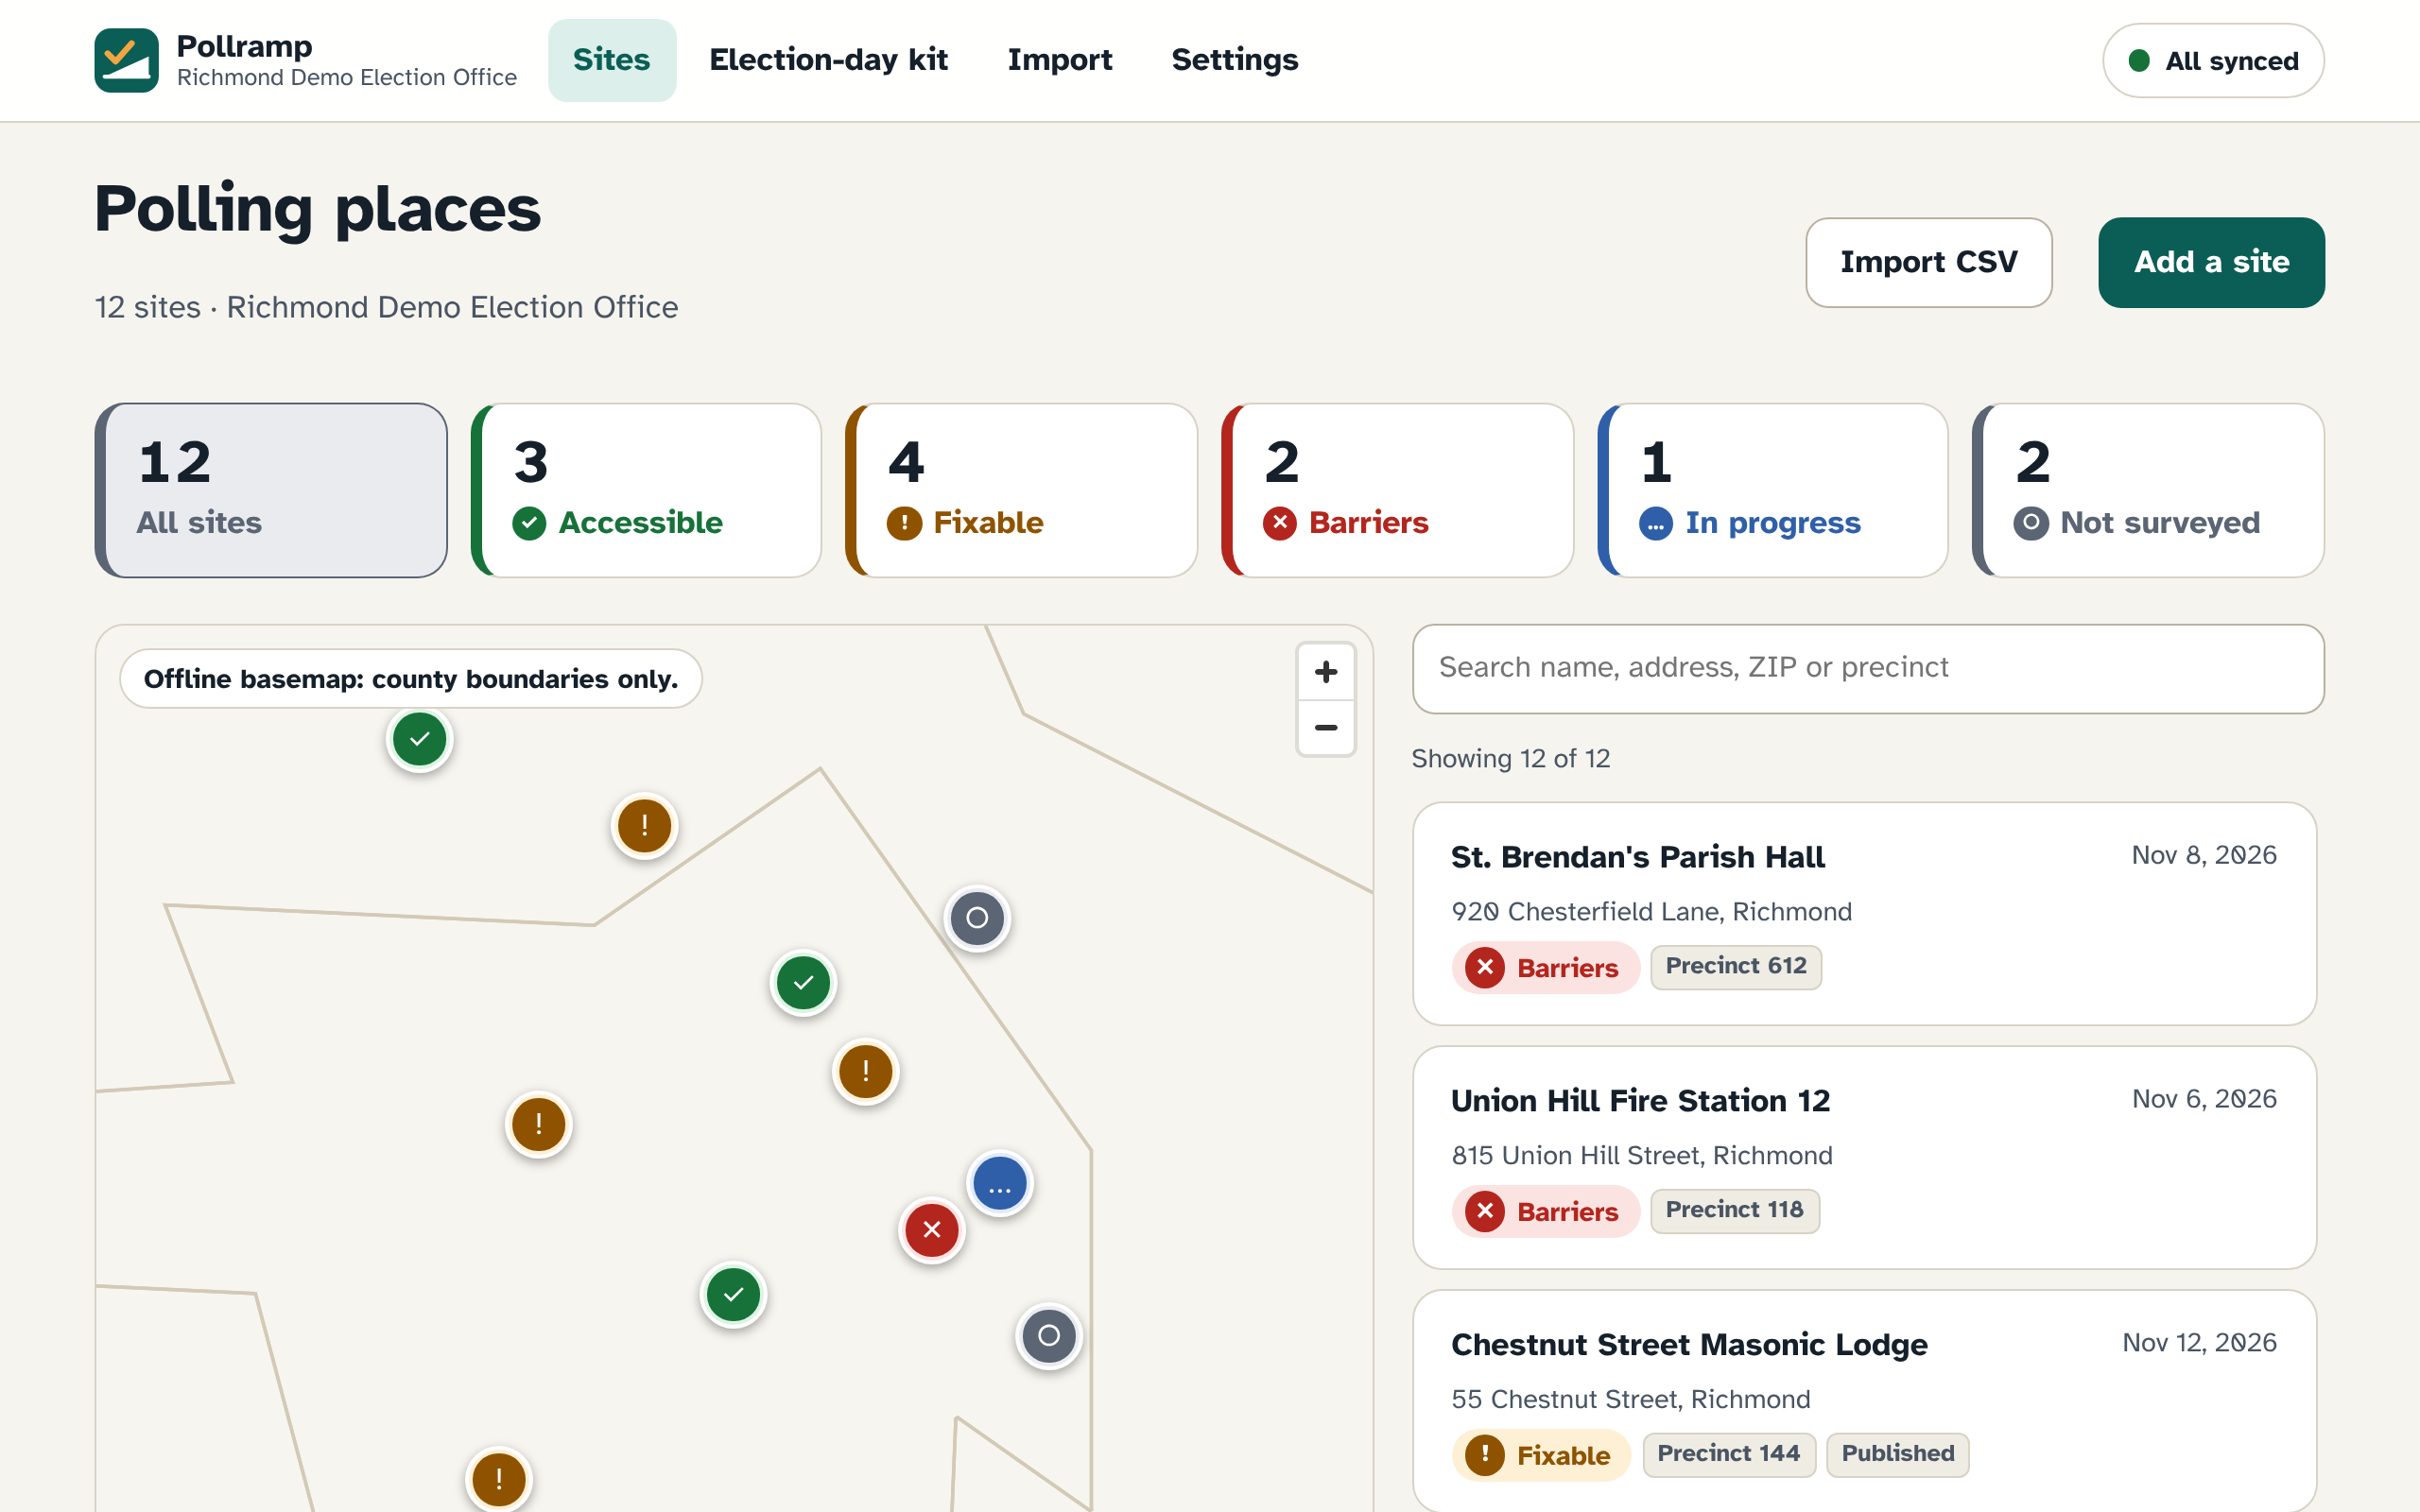 Pollramp
Richmond Demo Election Office
Sites
Election-day kit
Import
Settings
All synced
Polling places
12 sites · Richmond Demo Election Office
Import CSV
Add a site
12
All sites
3
Accessible
4
Fixable
2
Barriers
1
In progress
2
Not surveyed
Offline basemap: county boundaries only.
Search name, address, ZIP or precinct
Showing 12 of 12
St. Brendan's Parish Hall
Nov 8, 2026
920 Chesterfield Lane, Richmond
Barriers
Precinct 612
Union Hill Fire Station 12
Nov 6, 2026
815 Union Hill Street, Richmond
Barriers
Precinct 118
Chestnut Street Masonic Lodge
Nov 12, 2026
55 Chestnut Street, Richmond
Fixable
Precinct 144
Published